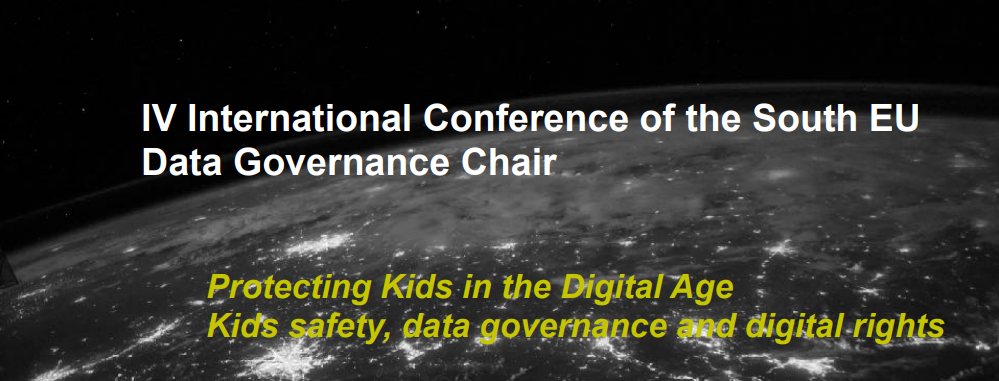 IV International Conference of the South EU
Data Governance Chair
Protecting Kids in the Digital Age
Kids safety, data governance and digital rights